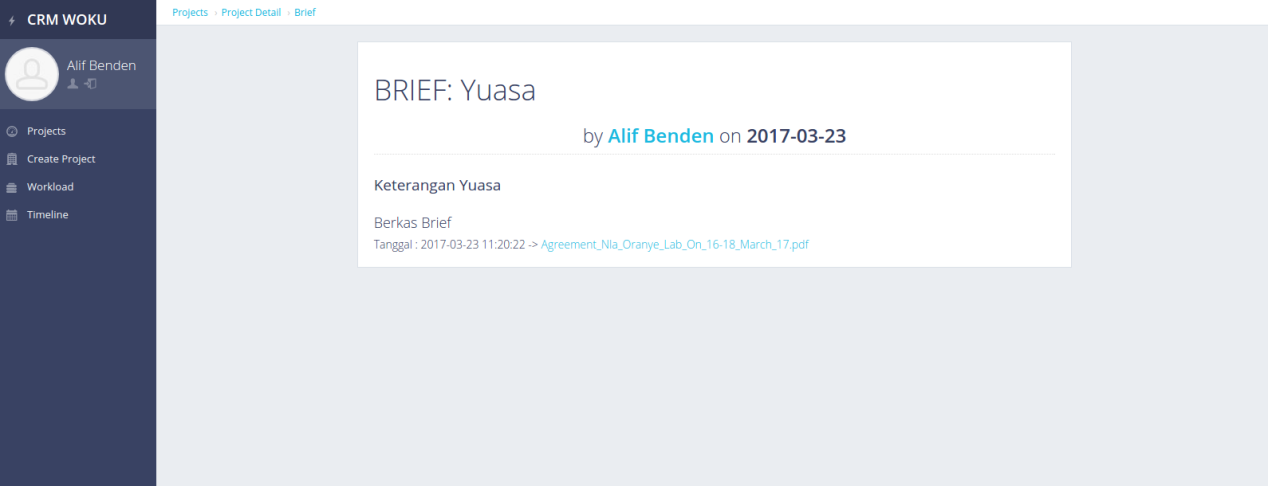 CRM WOKU
Alif Benden
Projects
Create Project
Workload
Timeline
Projects › Project Detail › Brief
BRIEF: Yuasa
by Alif Benden on 2017-03-23
Keterangan Yuasa
Berkas Brief
Tanggal : 2017-03-23 11:20:22 -> Agreement_Nla_Oranye_Lab_On_16-18_March_17.pdf